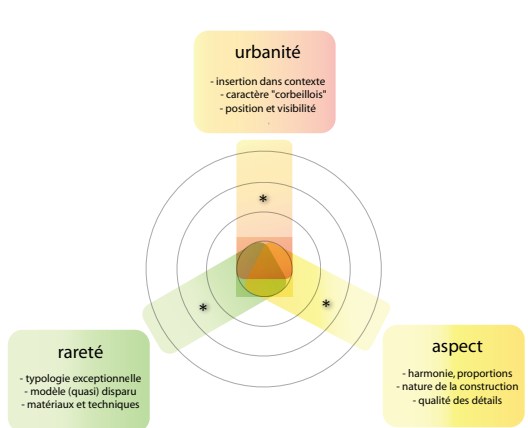 urbanité
- insertion dans contexte
- caractère "corbeillois"
- position et visibilité
*
*
*
rareté
- typologie exceptionnelle
- modèle (quasi) disparu
- matériaux et techniques
aspect
- harmonie, proportions
- nature de la construction
- qualité des détails